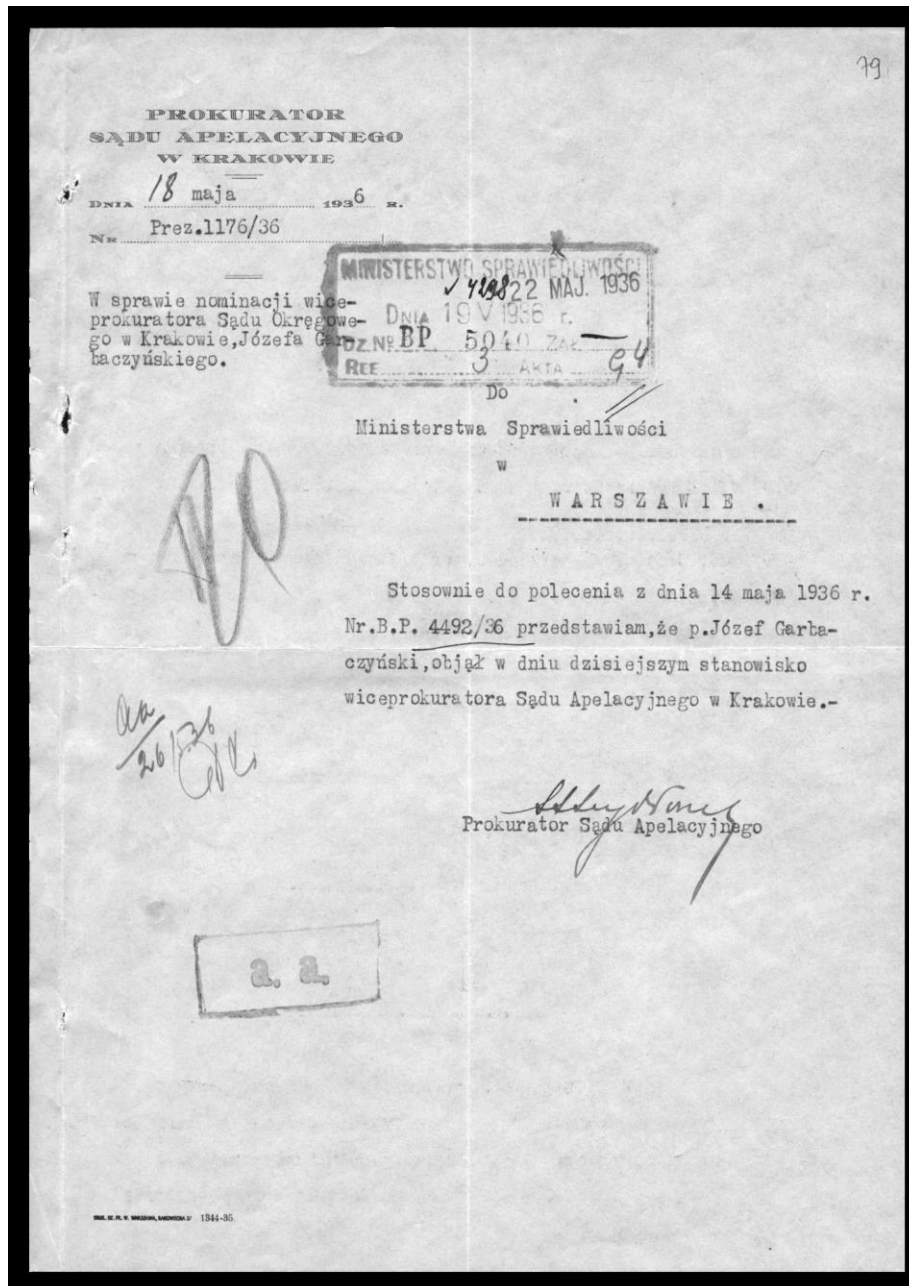 79
PROKURATOR
SĄDU APELACYJNEGO
W KRAKOWIE
DNIA 18 maja 1936 R.
NR Prez.1176/36
W sprawie nominacji wice-
prokuratora Sądu Okręgowe-
go w Krakowie,Józefa Gar-
baczyńskiego.
MINISTERSTWO SPRAWIEDLIWOŚCI
22 MAJ. 1936
DNIA 19 V 1936 r.
DZ. Nº BP. 5040 ZAŁ —
REF. 3 AKTA G 4
Do
Ministerstwa Sprawiedliwości
w
WARSZAWIE .
Stosownie do polecenia z dnia 14 maja 1936 r.
Nr.B.P. 4492/36 przedstawiam,że p.Józef Garba-
czyński,objął w dniu dzisiejszym stanowisko
wiceprokuratora Sądu Apelacyjnego w Krakowie.-
aa
Prokurator Sądu Apelacyjnego
a. a.
1344-35.